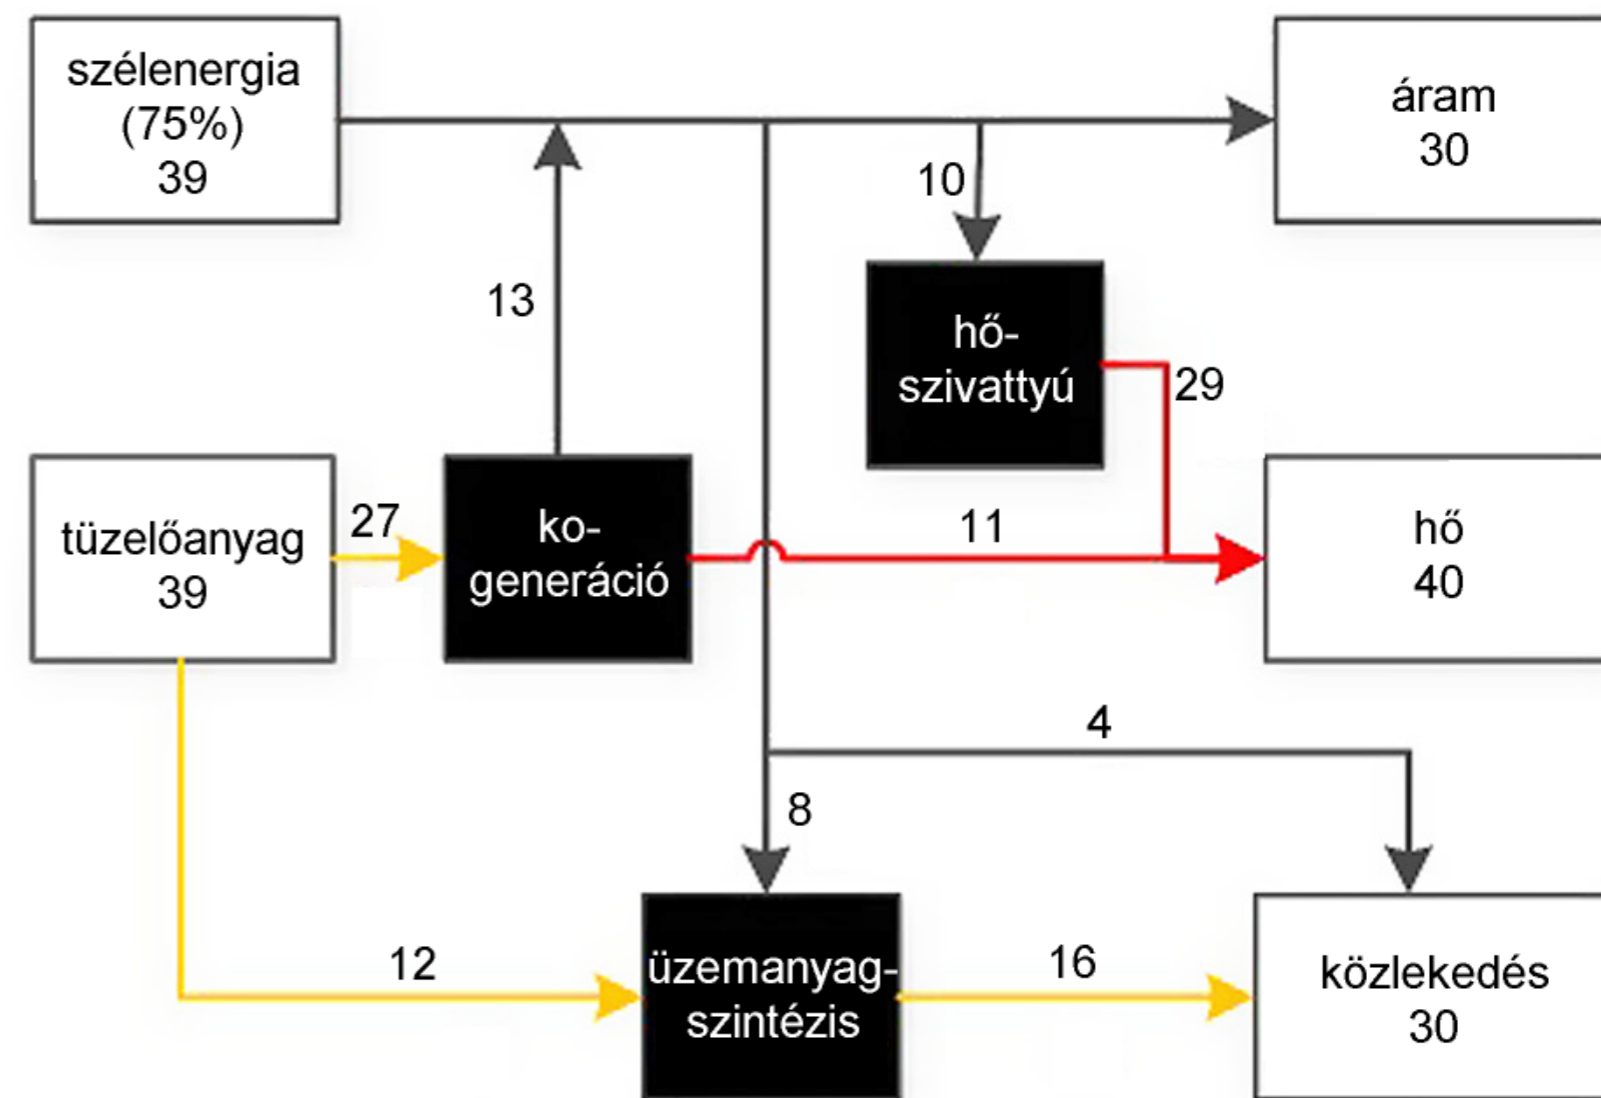 szélenergia
(75%)
39
áram
30
10
13
hő-
szivattyú
29
tüzelőanyag
39
27
ko-
generáció
11
hő
40
4
8
12
üzemanyag-
szintézis
16
közlekedés
30